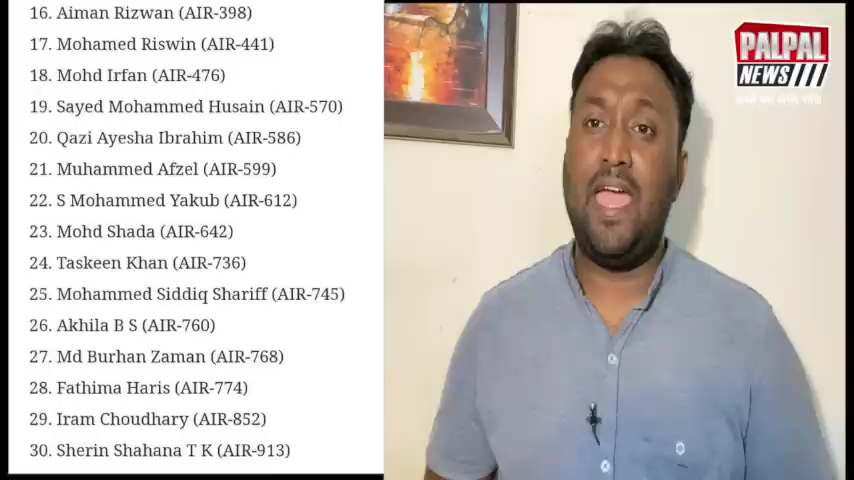 16. Aiman Rizwan (AIR-398)
17. Mohamed Riswin (AIR-441)
18. Mohd Irfan (AIR-476)
19. Sayed Mohammed Husain (AIR-570)
20. Qazi Ayesha Ibrahim (AIR-586)
21. Muhammed Afzel (AIR-599)
22. S Mohammed Yakub (AIR-612)
23. Mohd Shada (AIR-642)
24. Taskeen Khan (AIR-736)
25. Mohammed Siddiq Shariff (AIR-745)
26. Akhila B S (AIR-760)
27. Md Burhan Zaman (AIR-768)
28. Fathima Haris (AIR-774)
29. Iram Choudhary (AIR-852)
30. Sherin Shahana T K (AIR-913)
PALPAL
NEWS